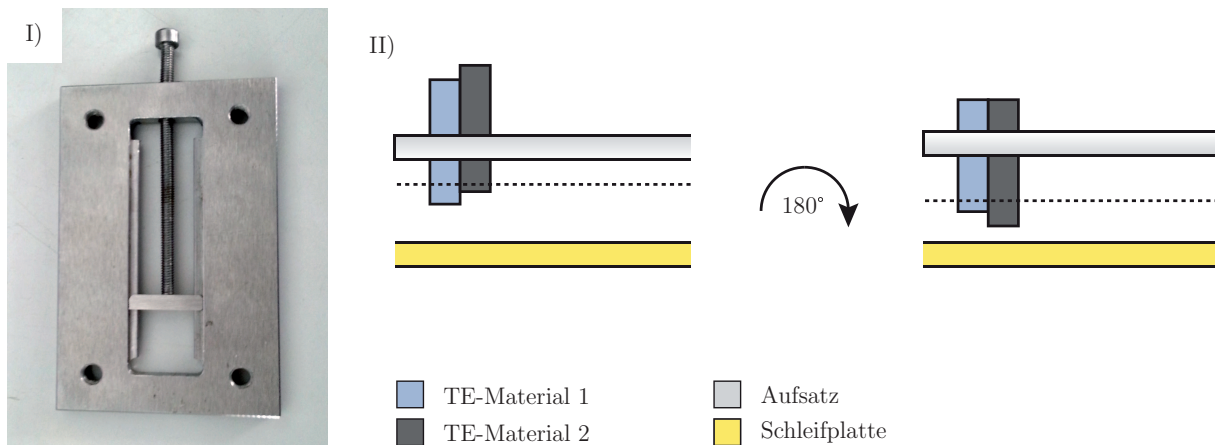 I)
II)
180°
TE-Material 1
Aufsatz
TE-Material 2
Schleifplatte